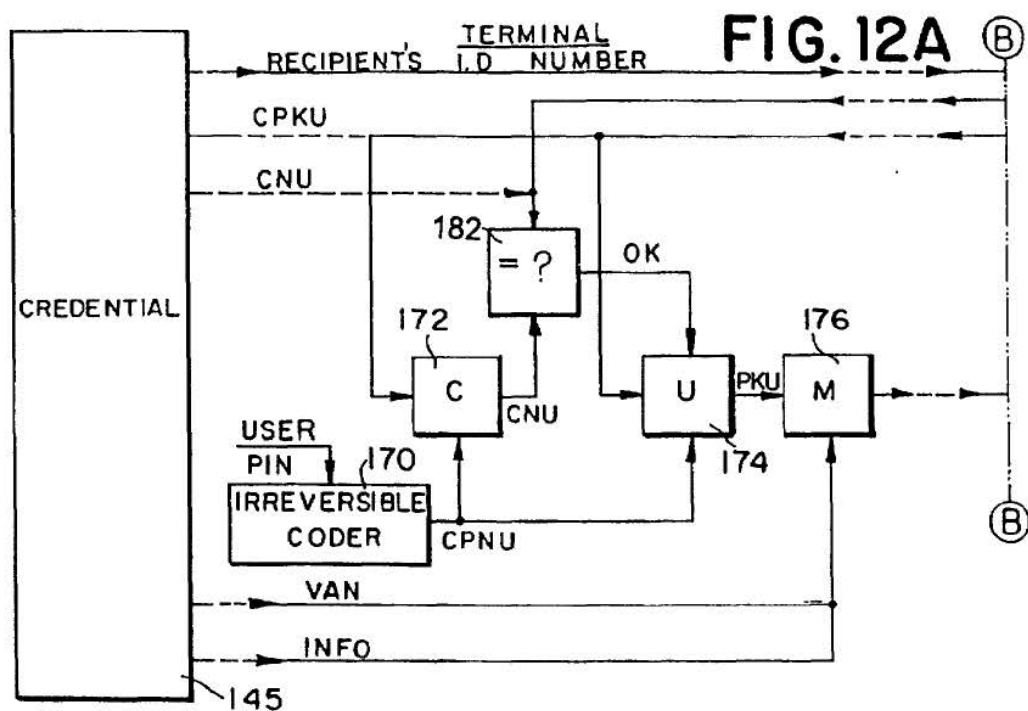 FIG. 12A
B
TERMINAL
RECIPIENT'S I.D NUMBER
CPKU
CNU
182
= ?
OK
CREDENTIAL
172
C
CNU
176
U
PKU
M
174
USER
PIN
170
IRREVERSIBLE
CODER
CPNU
B
VAN
INFO
145